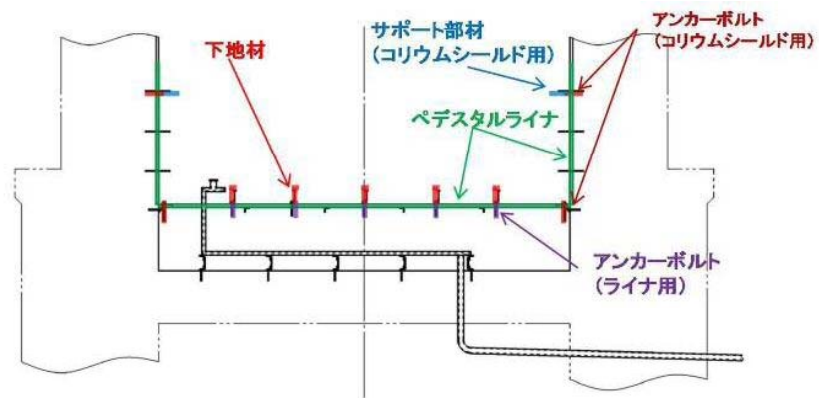 下地材
サポート部材
(コリウムシールド用)
アンカーボルト
(コリウムシールド用)
ペデスタルライナ
アンカーボルト
(ライナ用)